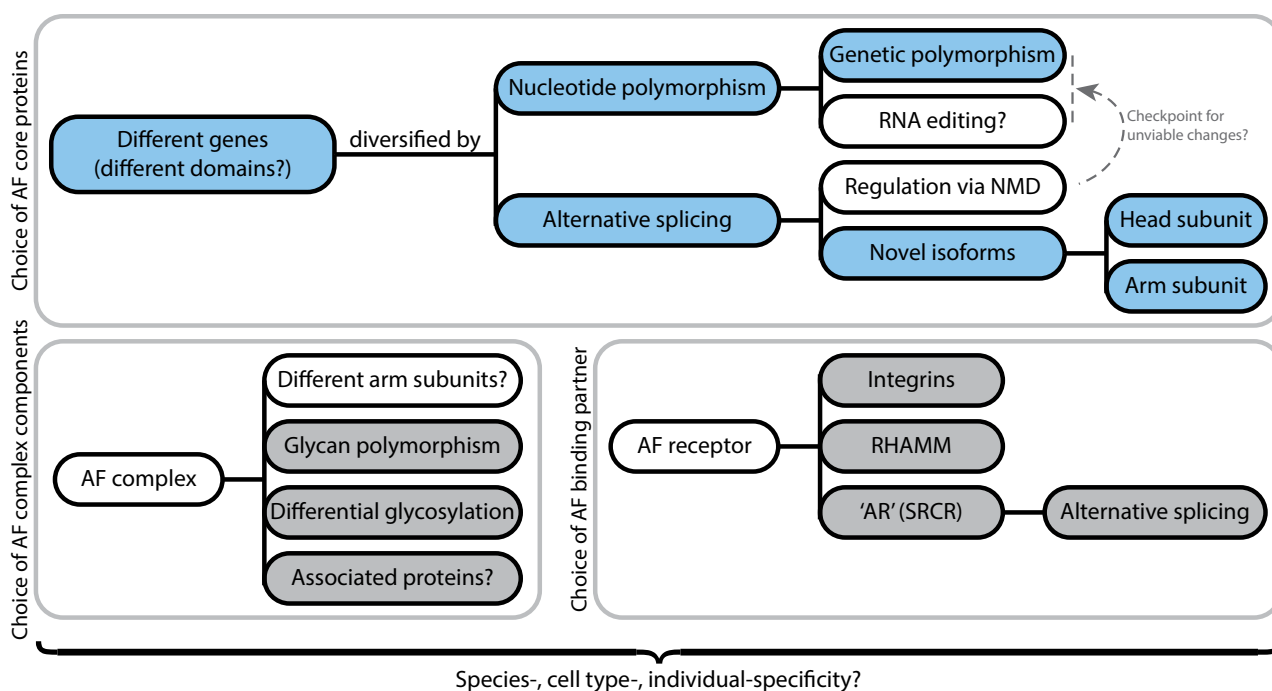 Choice of AF core proteins
Different genes
(different domains?)
diversified by
Nucleotide polymorphism
Alternative splicing
Genetic polymorphism
RNA editing?
Regulation via NMD
Novel isoforms
Checkpoint for
unviable changes?
Head subunit
Arm subunit
Choice of AF complex components
AF complex
Different arm subunits?
Glycan polymorphism
Differential glycosylation
Associated proteins?
Choice of AF binding partner
AF receptor
Integrins
RHAMM
‘AR’ (SRCR)
Alternative splicing
Species-, cell type-, individual-specificity?